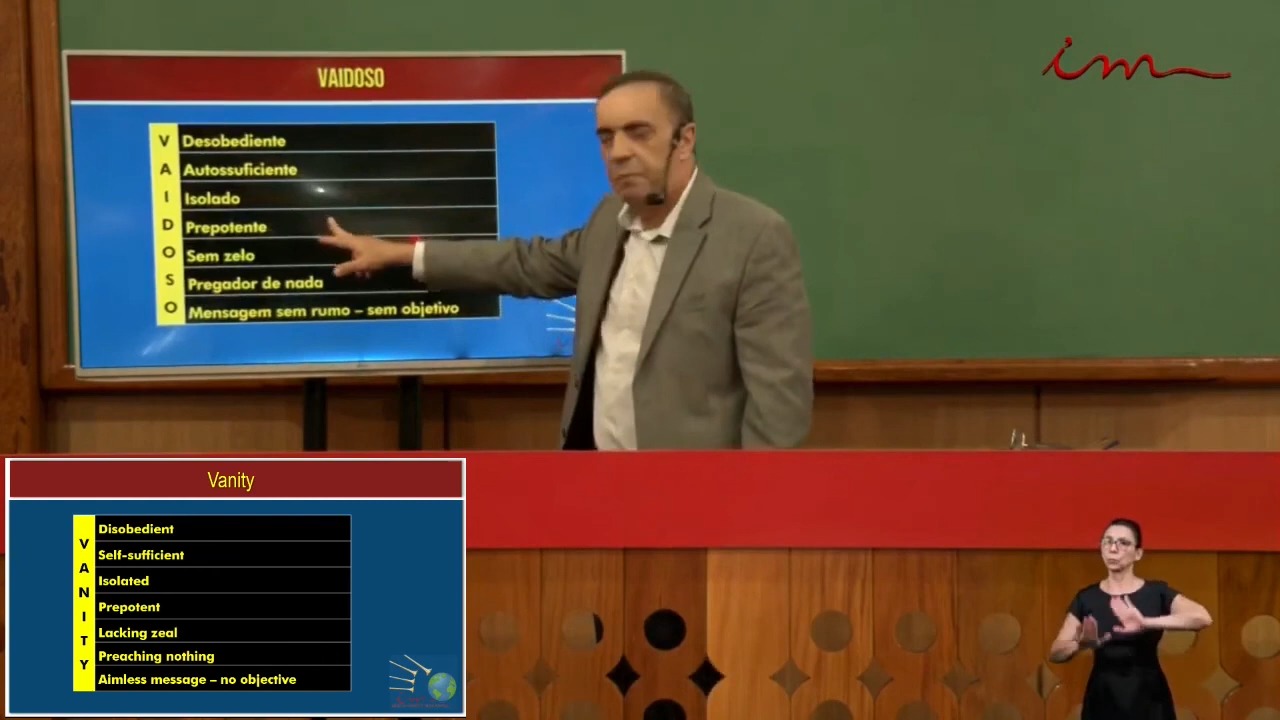 im
VAIDOSO
V
A
I
D
O
S
O
Desobediente
Autossuficiente
Isolado
Prepotente
Sem zelo
Pregador de nada
Mensagem sem rumo – sem objetivo
Vanity
V
A
N
I
T
Y
Disobedient
Self-sufficient
Isolated
Prepotent
Lacking zeal
Preaching nothing
Aimless message – no objective